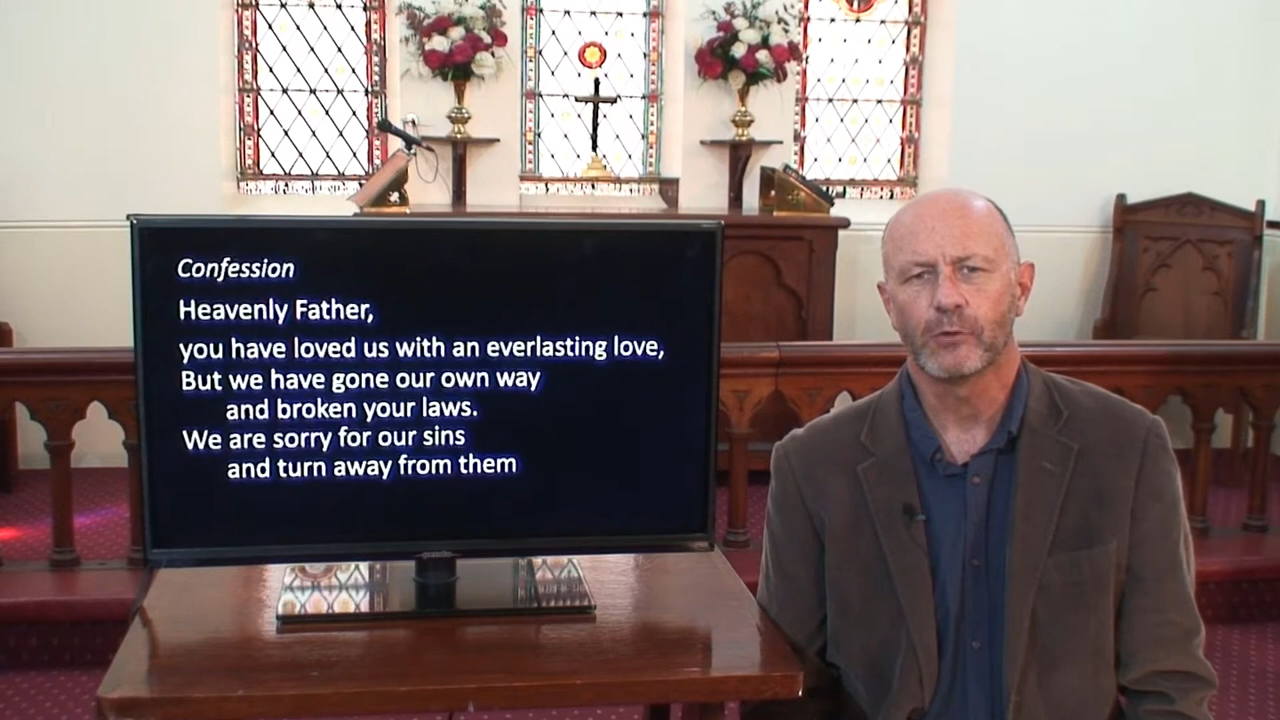 Confession
Heavenly Father,
you have loved us with an everlasting love,
But we have gone our own way
and broken your laws.
We are sorry for our sins
and turn away from them